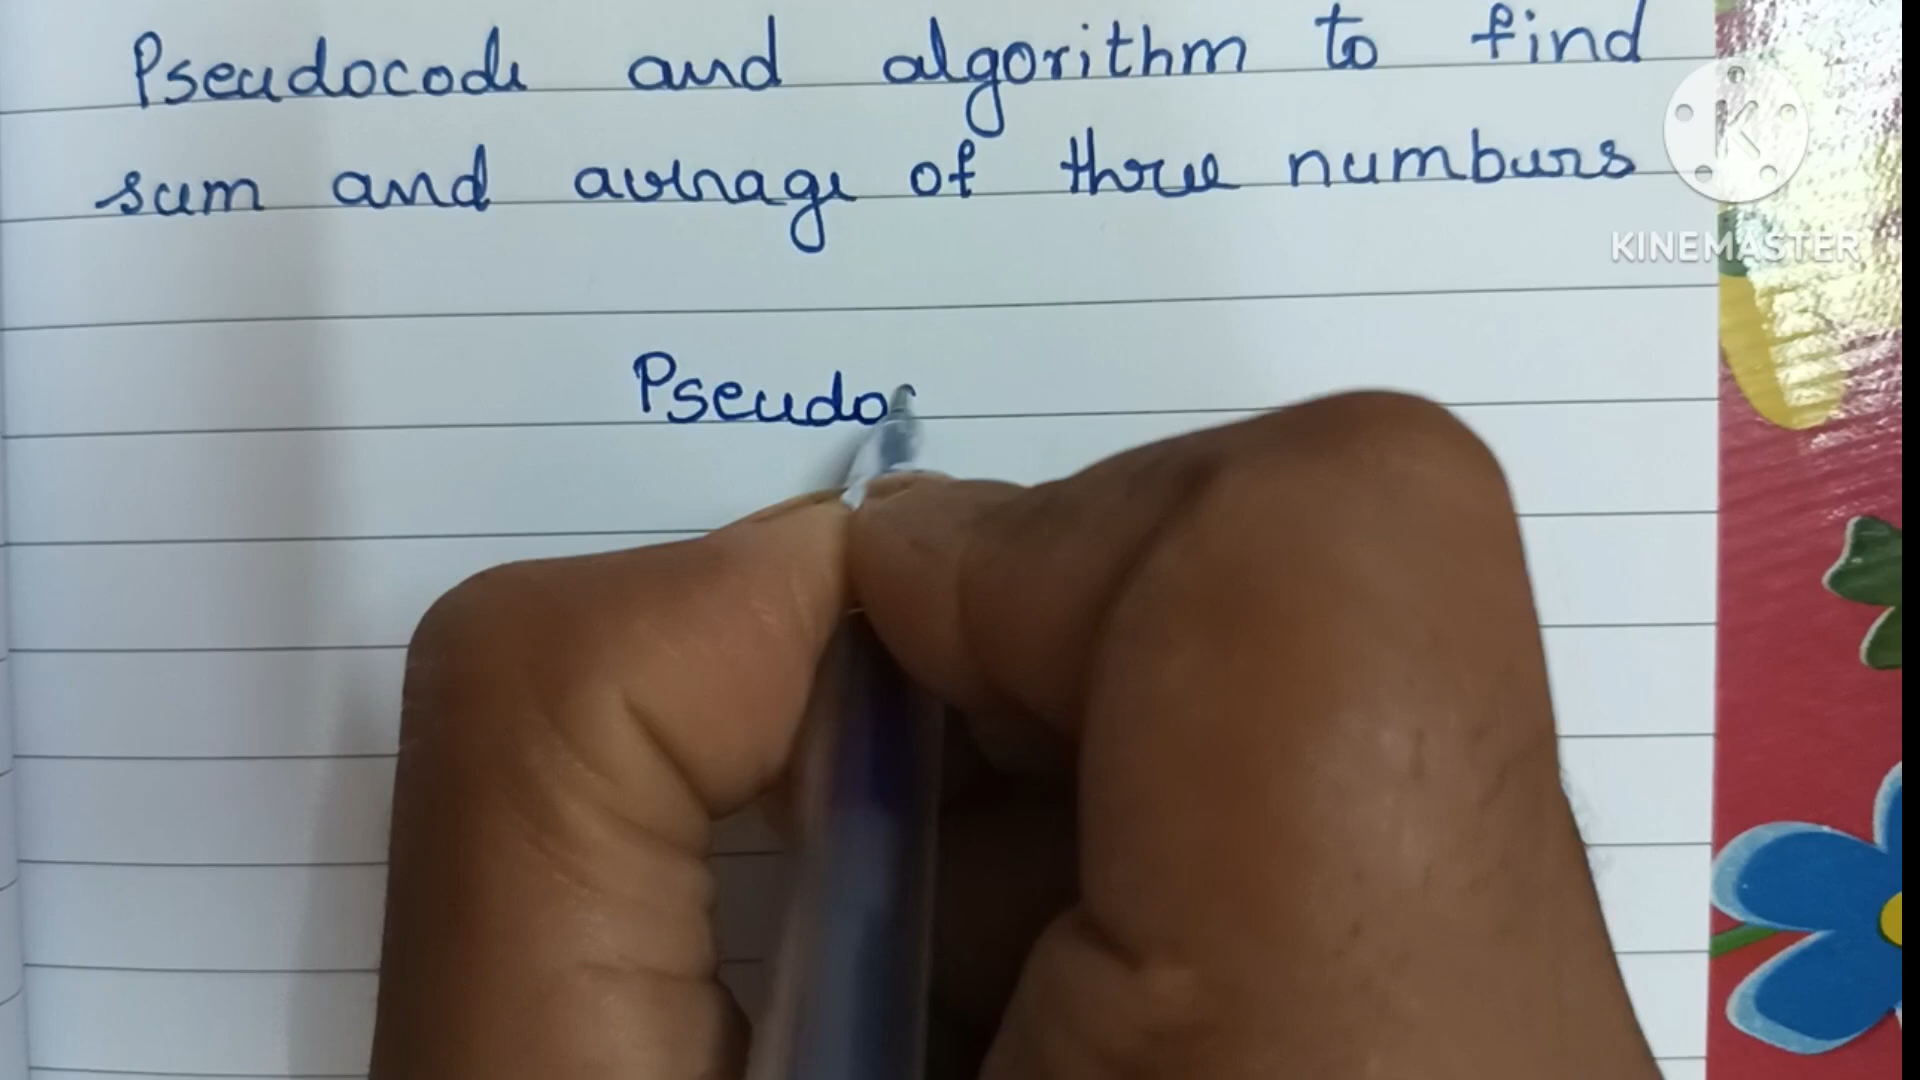 Pseudocode and algorithm to find
sum and average of three numbers
K
KINEMASTER
Pseudo